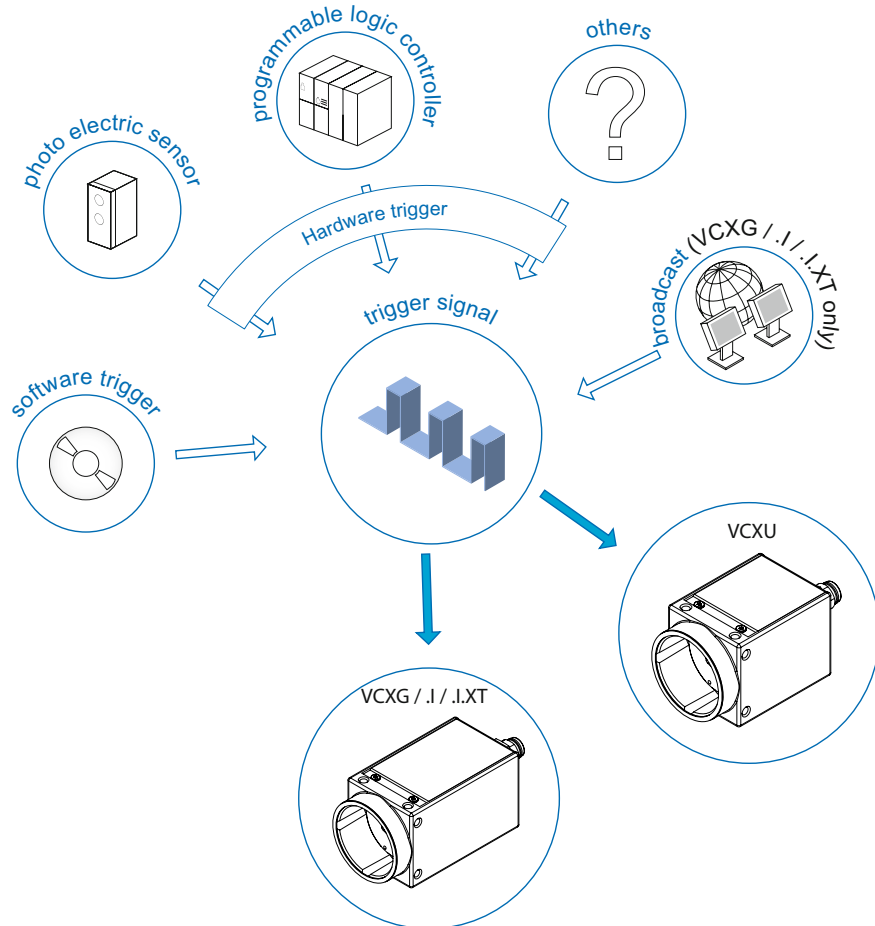 programmable logic controller
others
photo electric sensor
Hardware trigger
broadcast (VCXG / .I / .I.XT only)
trigger signal
software trigger
VCXU
VCXG / .I / .I.XT